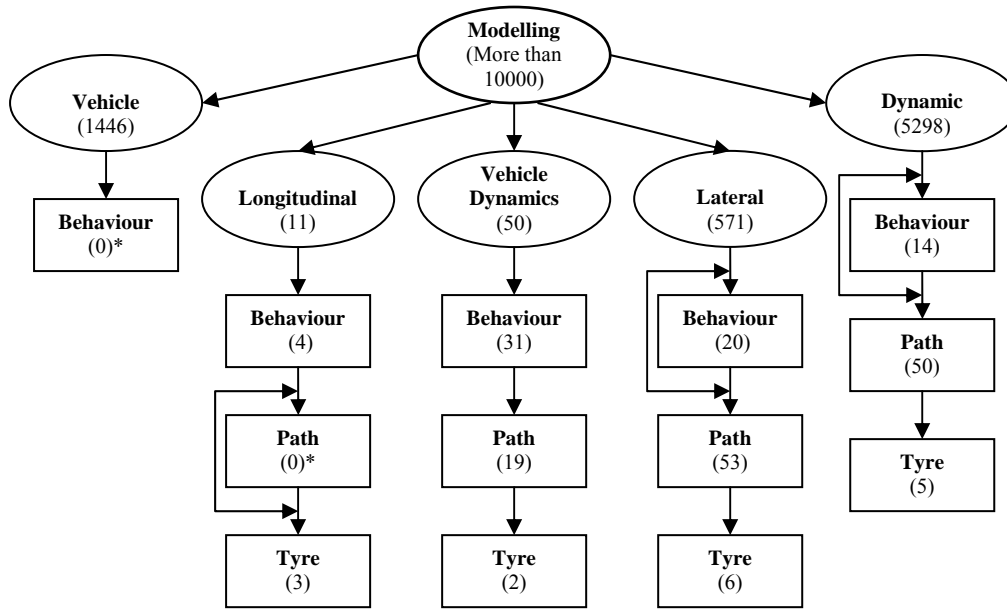 Modelling
(More than
10000)
Vehicle
(1446)
Dynamic
(5298)
Longitudinal
(11)
Vehicle
Dynamics
(50)
Lateral
(571)
Behaviour
(0)*
Behaviour
(14)
Behaviour
(4)
Behaviour
(31)
Behaviour
(20)
Path
(50)
Path
(0)*
Path
(19)
Path
(53)
Tyre
(5)
Tyre
(3)
Tyre
(2)
Tyre
(6)